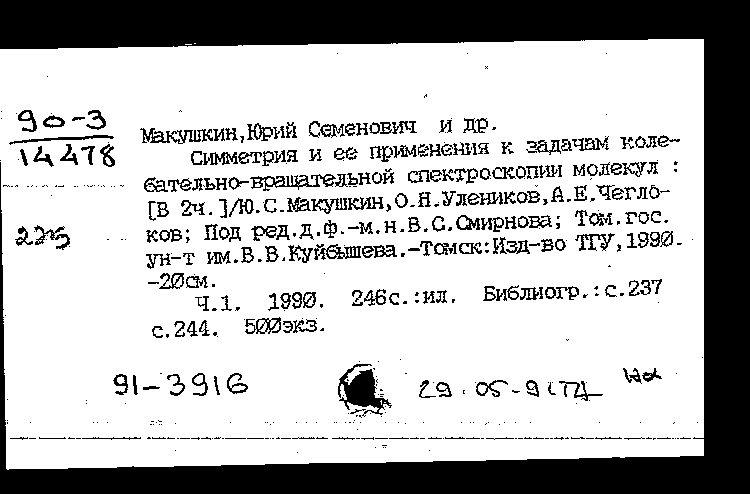 90-3
14478
Макушкин,Юрий Семенович и др.
Симметрия и ее применения к задачам коле-
бательно-вращательной спектроскопии молекул :
[В 2ч.]/Ю.С.Макушкин,О.Н.Улеников,А.Е.Чегло-
ков; Под ред.д.ф.-м.н.В.С.Смирнова; Том.гос.
ун-т им.В.В.Куйбышева.-Томск:Изд-во ТГУ,1990.
-20см.
Ч.1. 1990. 246с.:ил. Библиогр.:с.237
с.244. 500экз.
91-3916
29.05-91